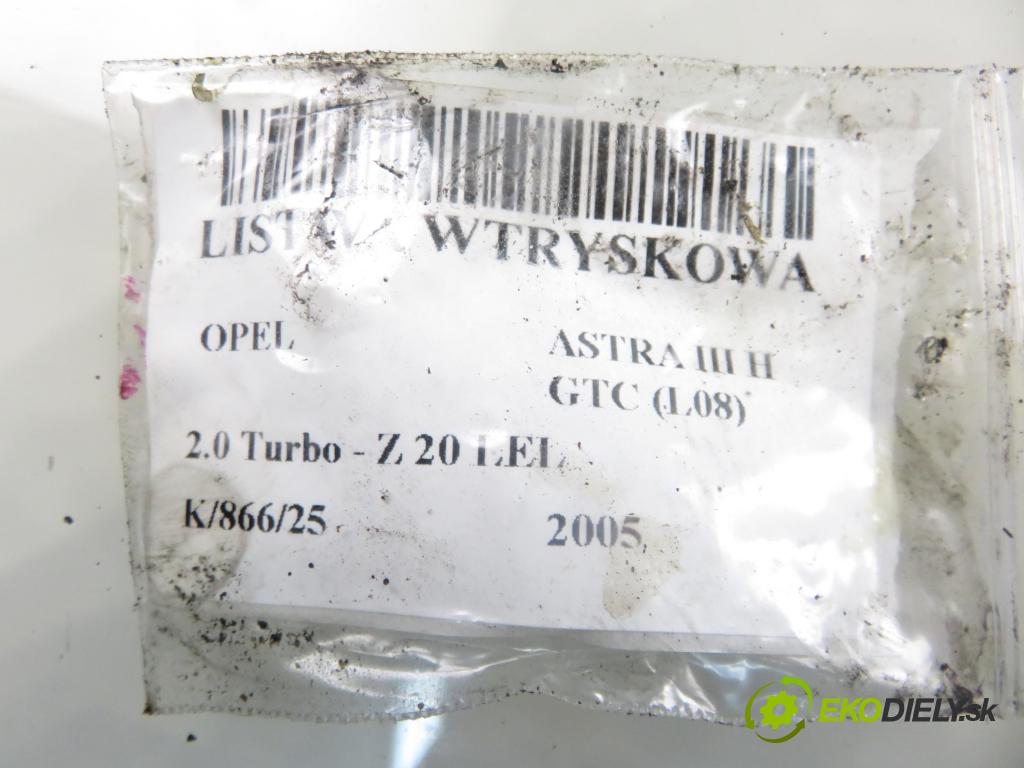 LISTWA WTRYSKOWA
OPEL
ASTRA III H
GTC (L08)
2.0 Turbo - Z 20 LEL
K/866/25
2005
EKODIELY.sk